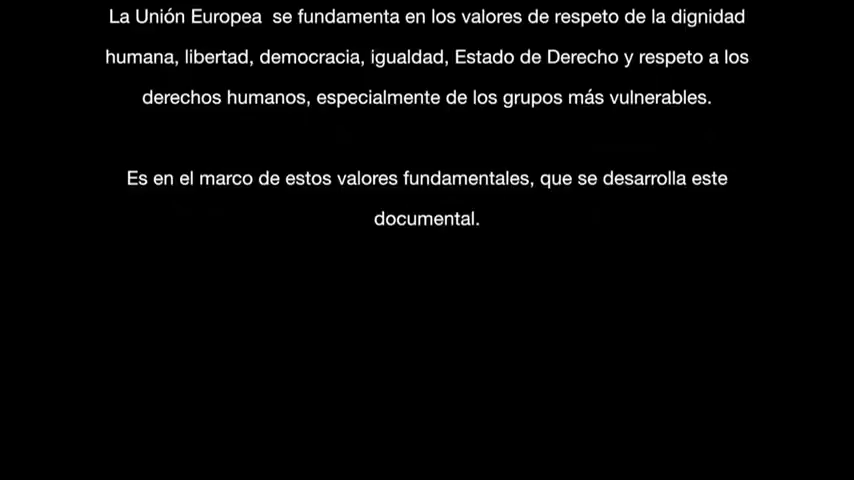 La Unión Europea  se fundamenta en los valores de respeto de la dignidad
humana, libertad, democracia, igualdad, Estado de Derecho y respeto a los
derechos humanos, especialmente de los grupos más vulnerables.
Es en el marco de estos valores fundamentales, que se desarrolla este
documental.